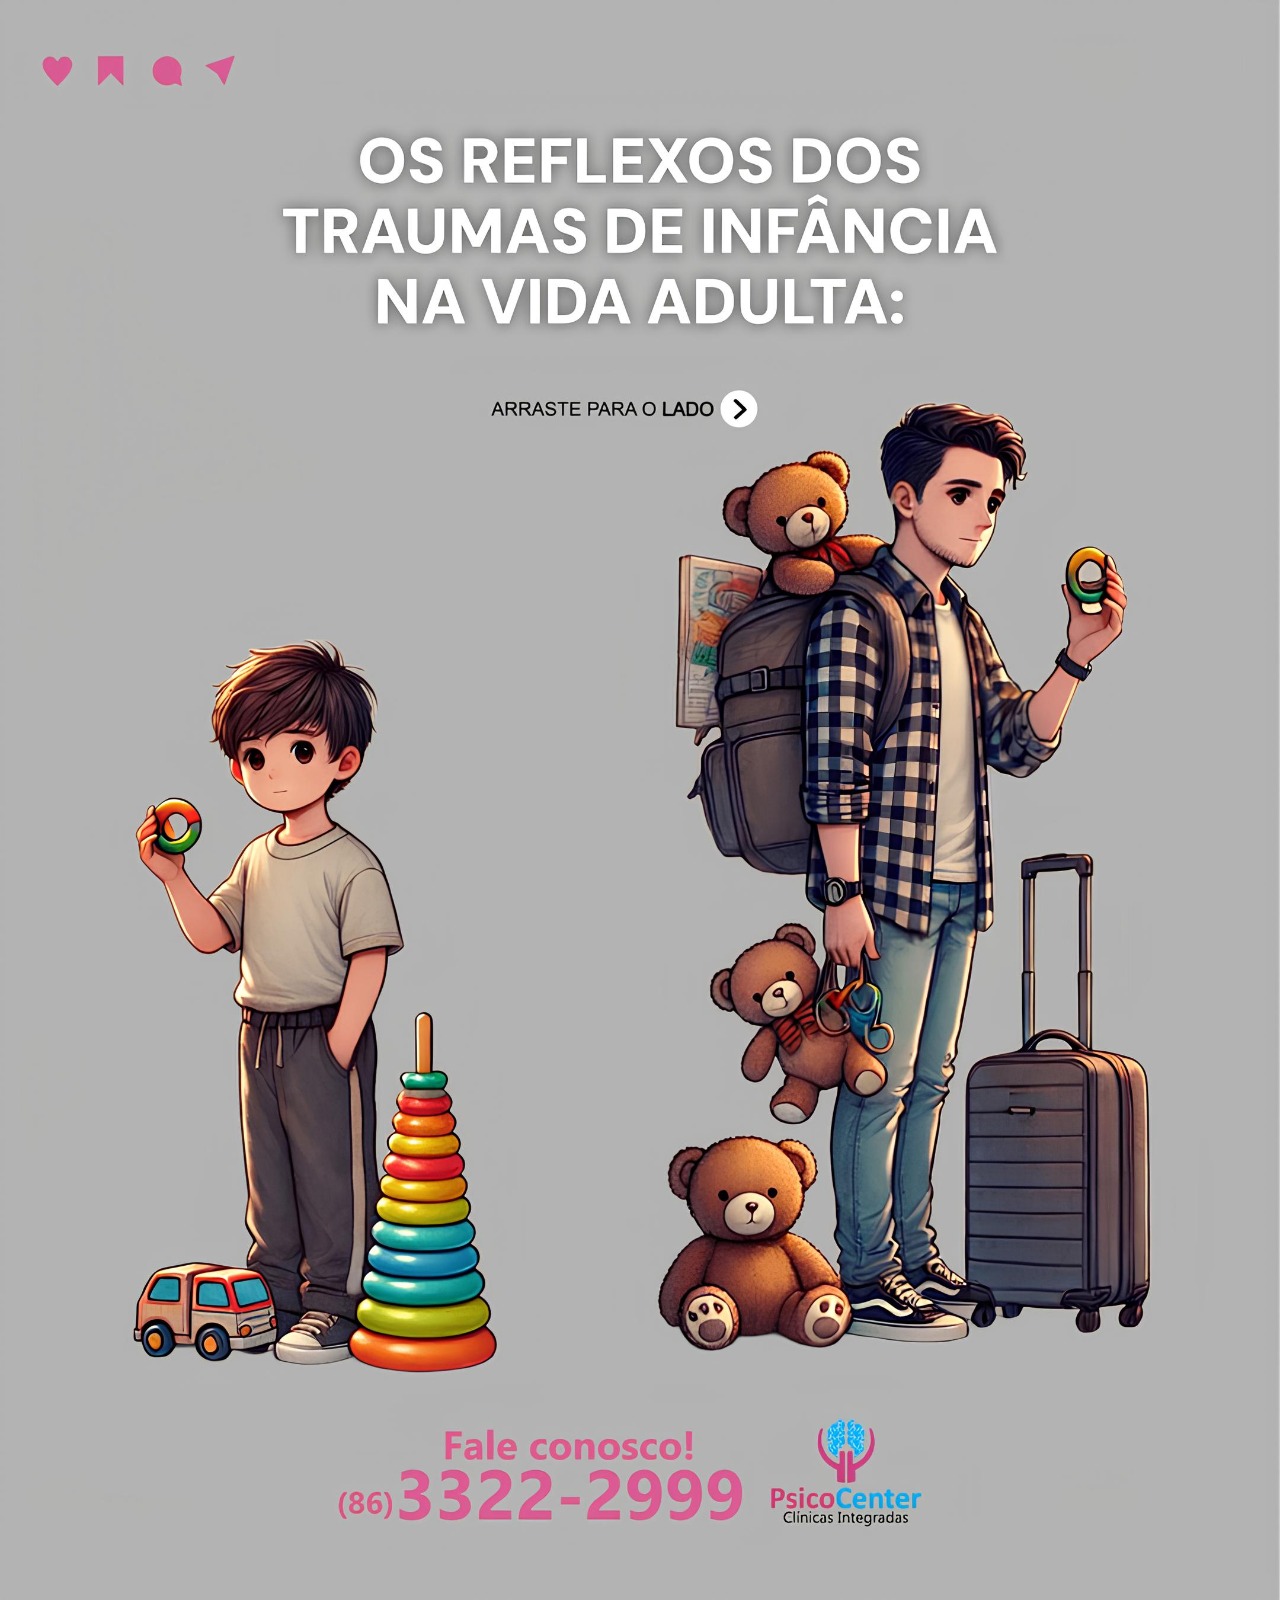 OS REFLEXOS DOS
TRAUMAS DE INFÂNCIA
NA VIDA ADULTA:
ARRASTE PARA O LADO
Fale conosco!
(86)3322-2999
PsicoCenter
Clínicas Integradas